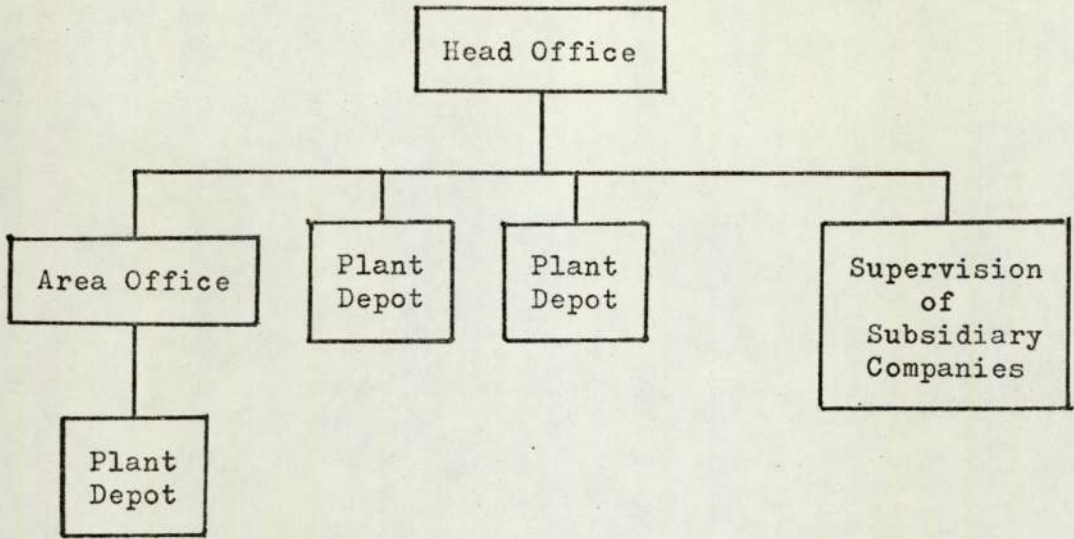 Head Office
Area Office
Plant
Depot
Plant
Depot
Supervision
of
Subsidiary
Companies
Plant
Depot